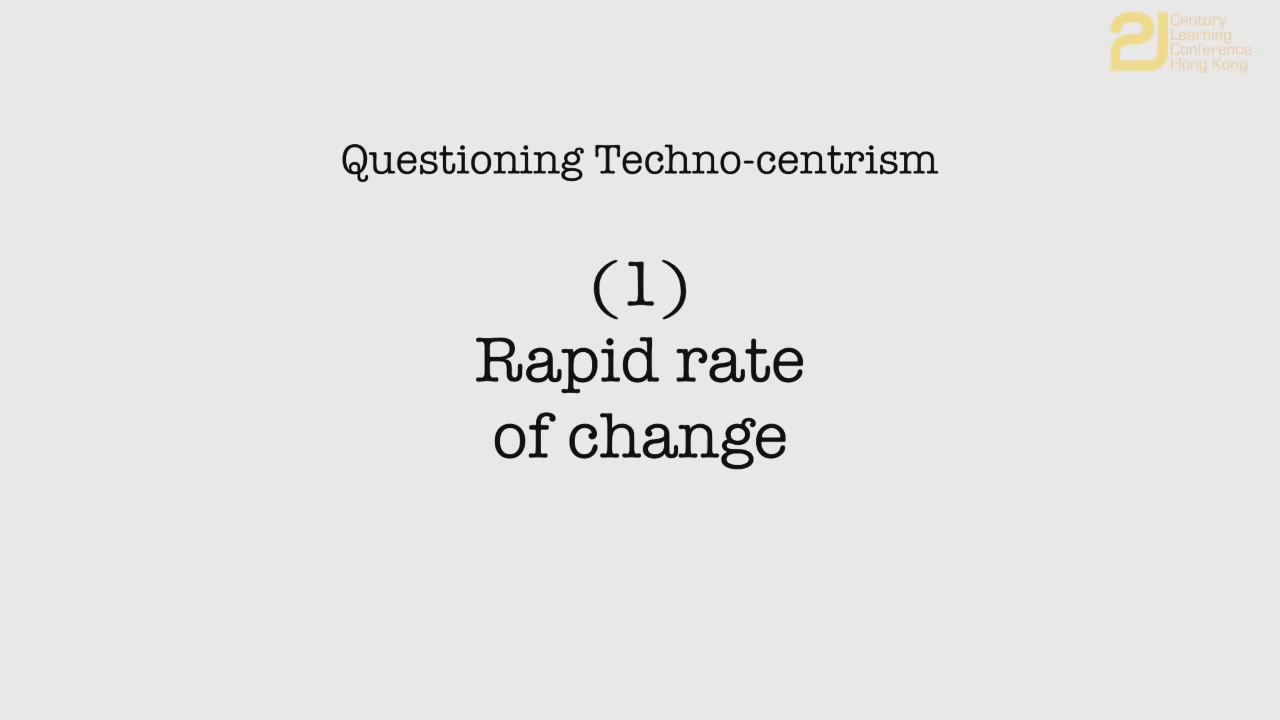 21
Century
Learning
Conference
Hong Kong
Questioning Techno-centrism
(1)
Rapid rate
of change